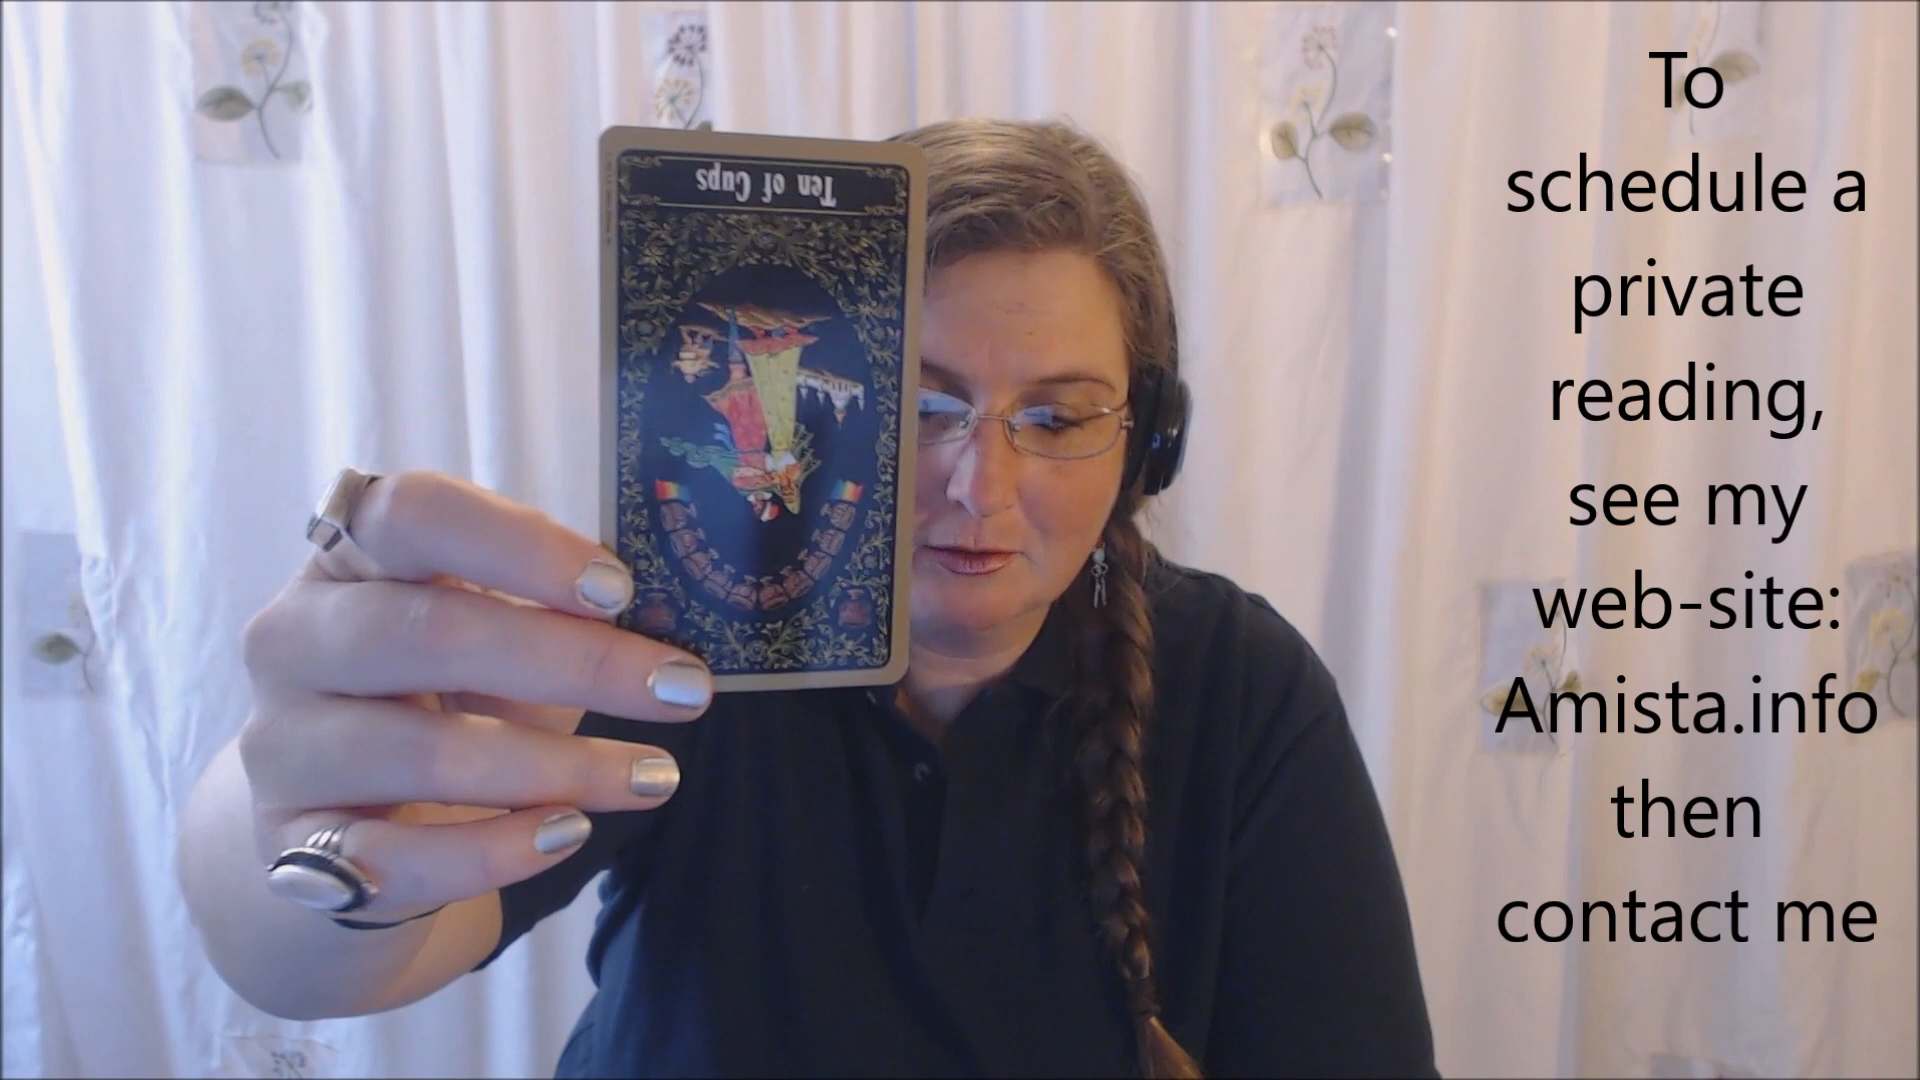 Ten of Cups
To
schedule a
private
reading,
see my
web-site:
Amista.info
then
contact me